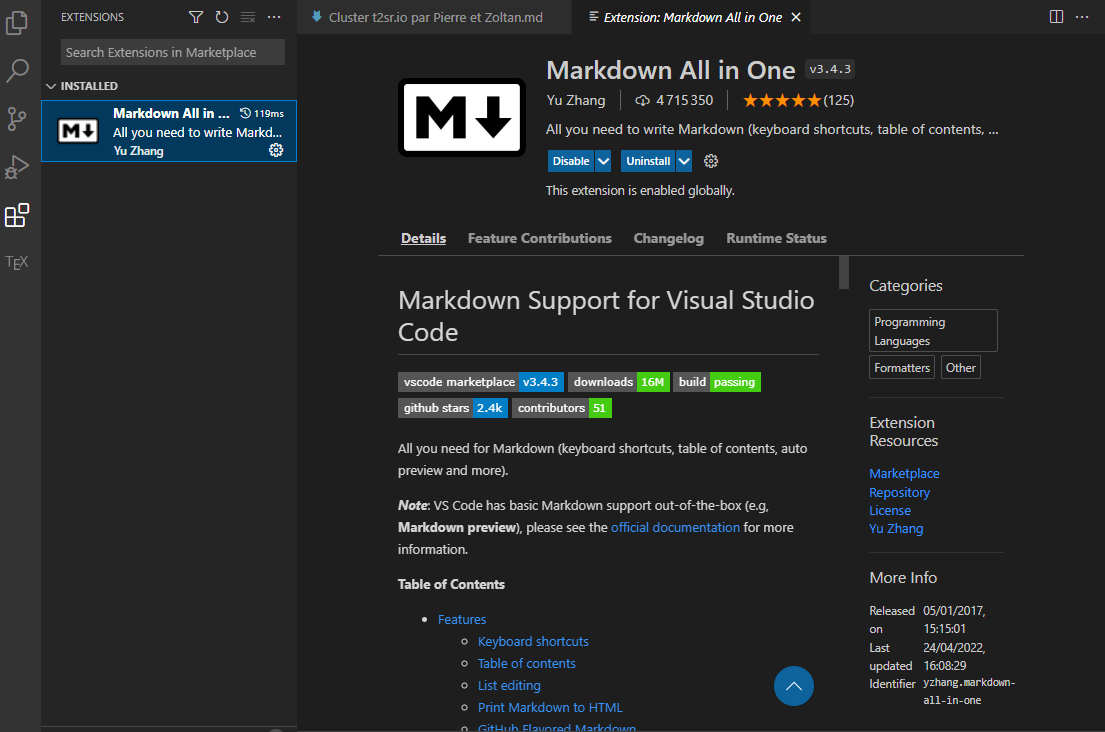 EXTENSIONS
Search Extensions in Marketplace
INSTALLED
Markdown All in ... 119ms
All you need to write Markd...
Yu Zhang
TEX
Cluster t2sr.io par Pierre et Zoltan.md
Extension: Markdown All in One
M
Markdown All in One v3.4.3
Yu Zhang 4 715 350 (125)
All you need to write Markdown (keyboard shortcuts, table of contents, ...
Disable Uninstall
This extension is enabled globally.
Details Feature Contributions Changelog Runtime Status
Markdown Support for Visual Studio
Code
vscode marketplace v3.4.3 downloads 16M build passing
github stars 2.4k contributors 51
All you need for Markdown (keyboard shortcuts, table of contents, auto
preview and more).
Note: VS Code has basic Markdown support out-of-the-box (e.g,
Markdown preview), please see the official documentation for more
information.
Table of Contents
Features
Keyboard shortcuts
Table of contents
List editing
Print Markdown to HTML
GitHub Flavored Markdown
Categories
Programming
Languages
Formatters Other
Extension
Resources
Marketplace
Repository
License
Yu Zhang
More Info
Released 05/01/2017,
on 15:15:01
Last 24/04/2022,
updated 16:08:29
Identifier yzhang.markdown-
all-in-one